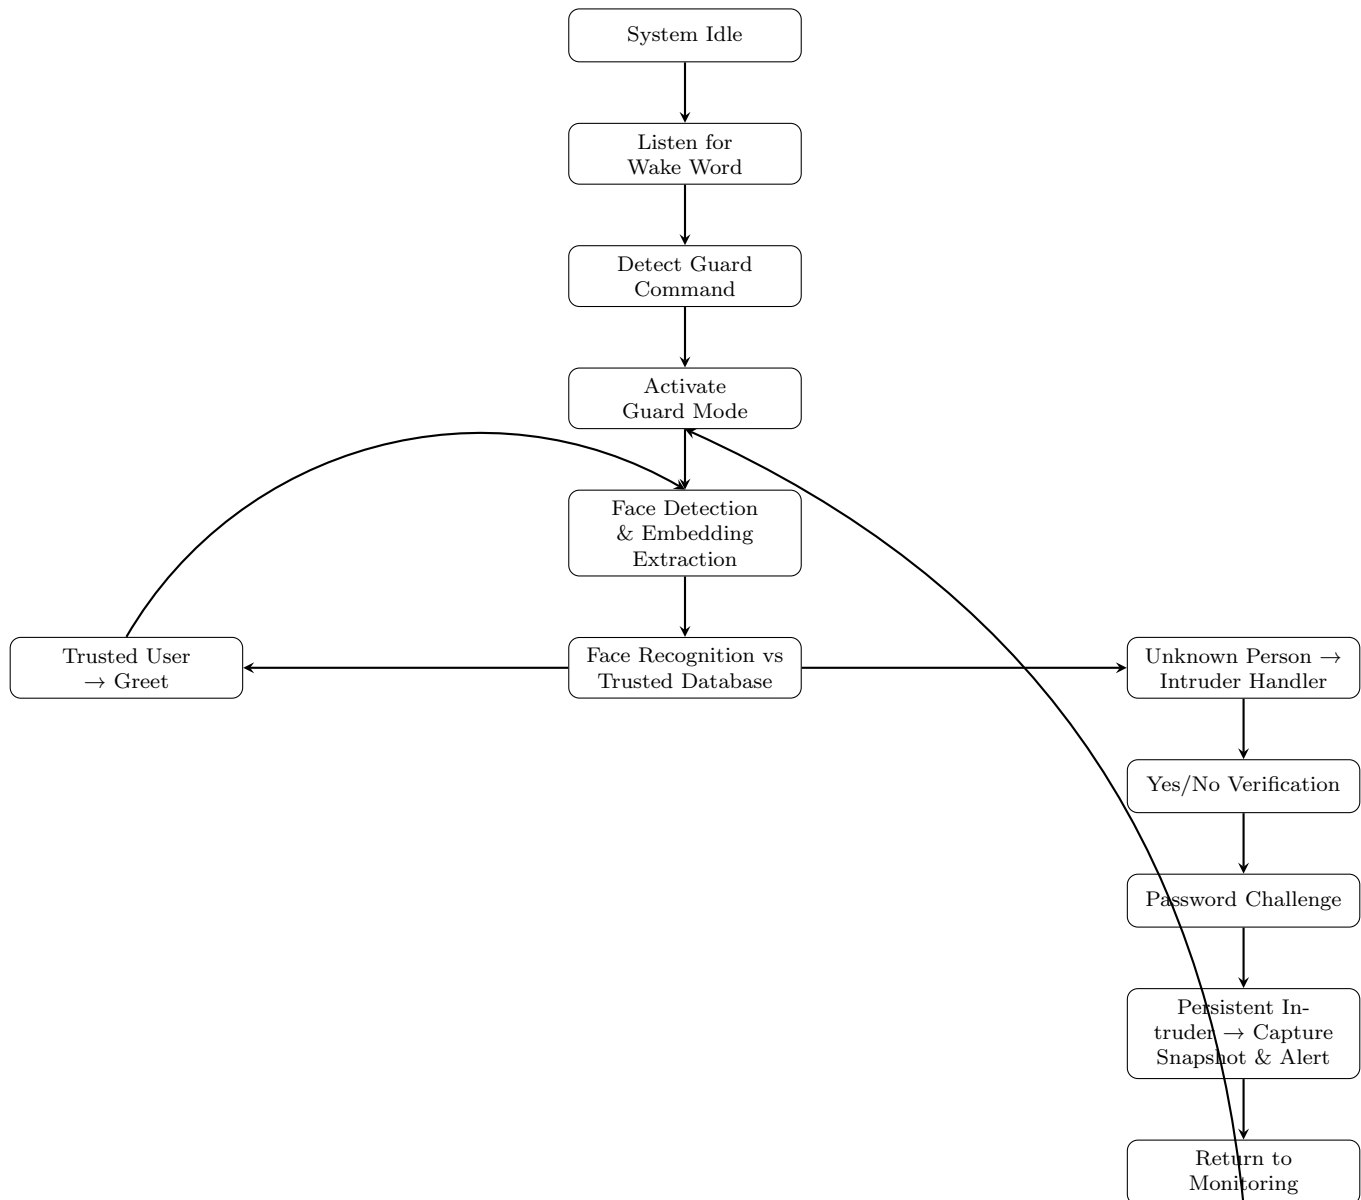 System Idle
Listen for
Wake Word
Detect Guard
Command
Activate
Guard Mode
Face Detection
& Embedding
Extraction
Trusted User
→ Greet
Face Recognition vs
Trusted Database
Unknown Person →
Intruder Handler
Yes/No Verification
Password Challenge
Persistent In-
truder → Capture
Snapshot & Alert
Return to
Monitoring